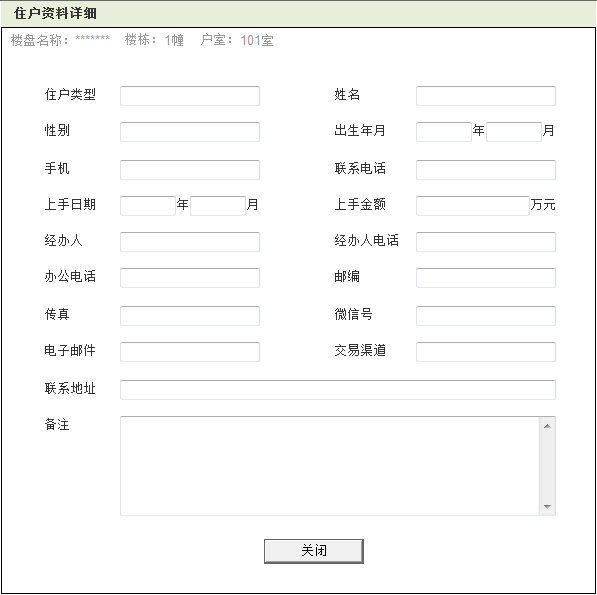 住户资料详细
楼盘名称：******* 楼栋：1幢 户室：101室
住户类型 姓名
性别 出生年月 年 月
手机 联系电话
上手日期 年 月 上手金额 万元
经办人 经办人电话
办公电话 邮编
传真 微信号
电子邮件 交易渠道
联系地址
备注
关闭